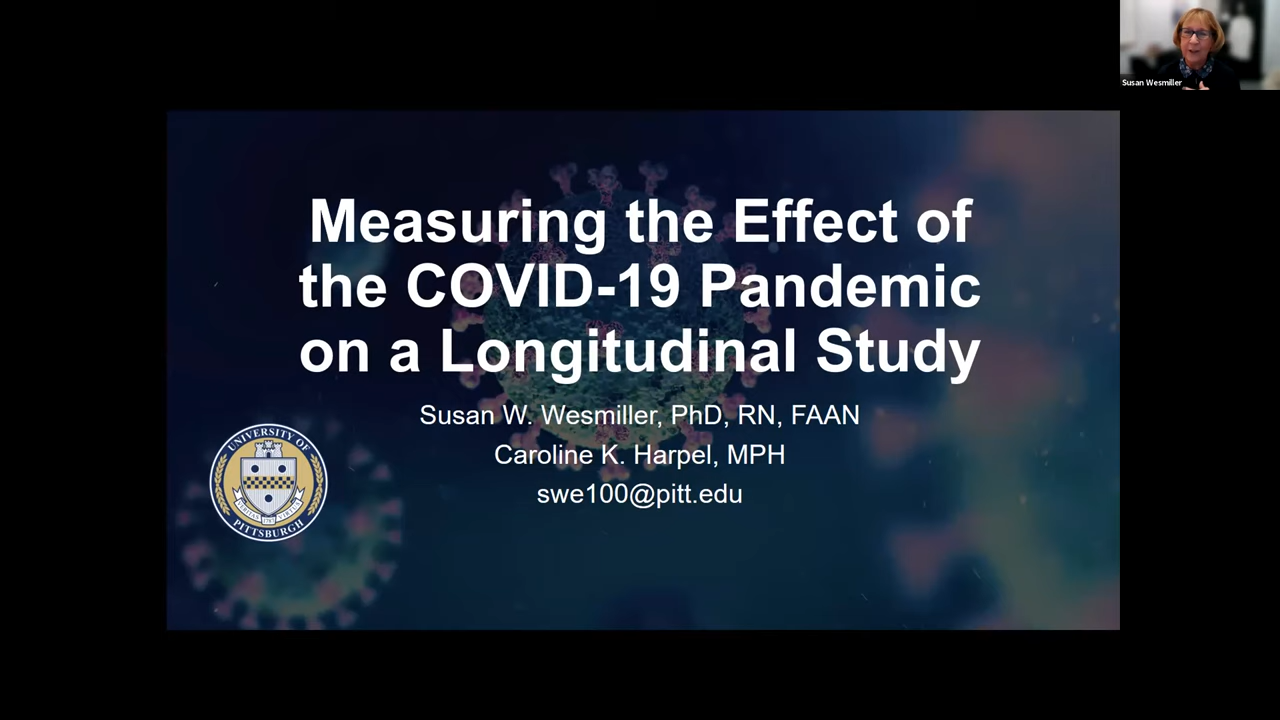 Susan Wesmiller
Measuring the Effect of
the COVID-19 Pandemic
on a Longitudinal Study
Susan W. Wesmiller, PhD, RN, FAAN
Caroline K. Harpel, MPH
swe100@pitt.edu
UNIVERSITY OF
PITTSBURGH